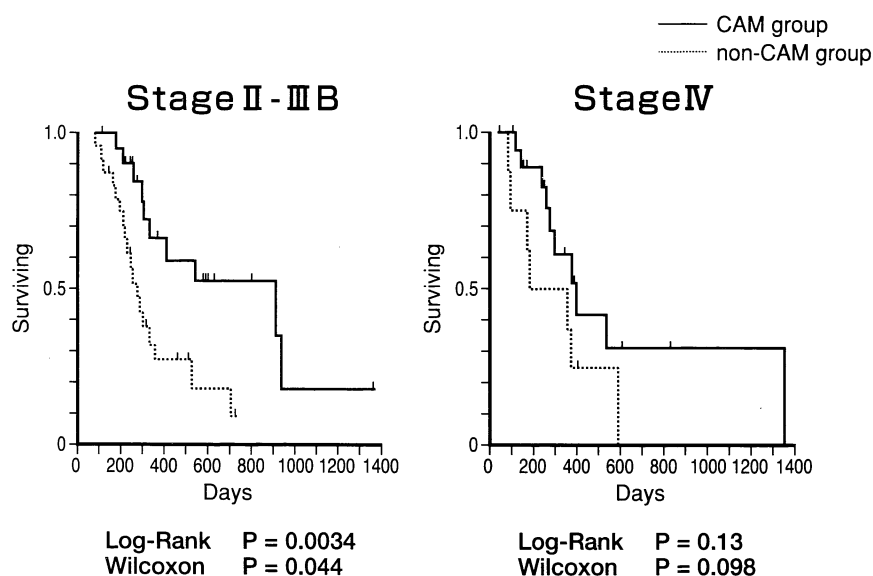 CAM group
non-CAM group
Stage Ⅱ - ⅢB
StageⅣ
1.0
0.5
0
Surviving
0 200 400 600 800 1000 1200 1400
Days
Log-Rank P = 0.0034
Wilcoxon P = 0.044
1.0
0.5
0
Surviving
0 200 400 600 800 1000 1200 1400
Days
Log-Rank P = 0.13
Wilcoxon P = 0.098